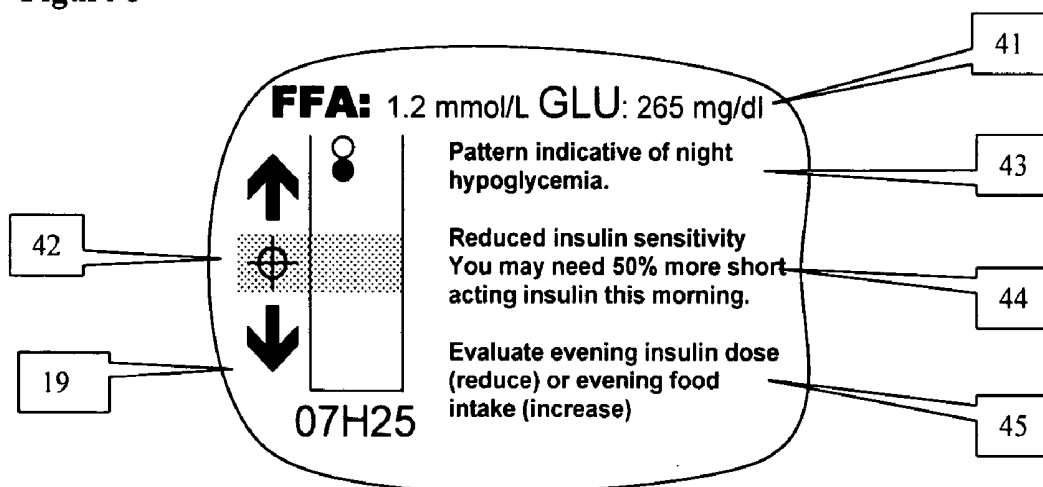 41
FFA: 1.2 mmol/L GLU: 265 mg/dl
Pattern indicative of night
hypoglycemia.
43
42
Reduced insulin sensitivity
You may need 50% more short
acting insulin this morning.
44
19
Evaluate evening insulin dose
(reduce) or evening food
intake (increase)
45
07H25